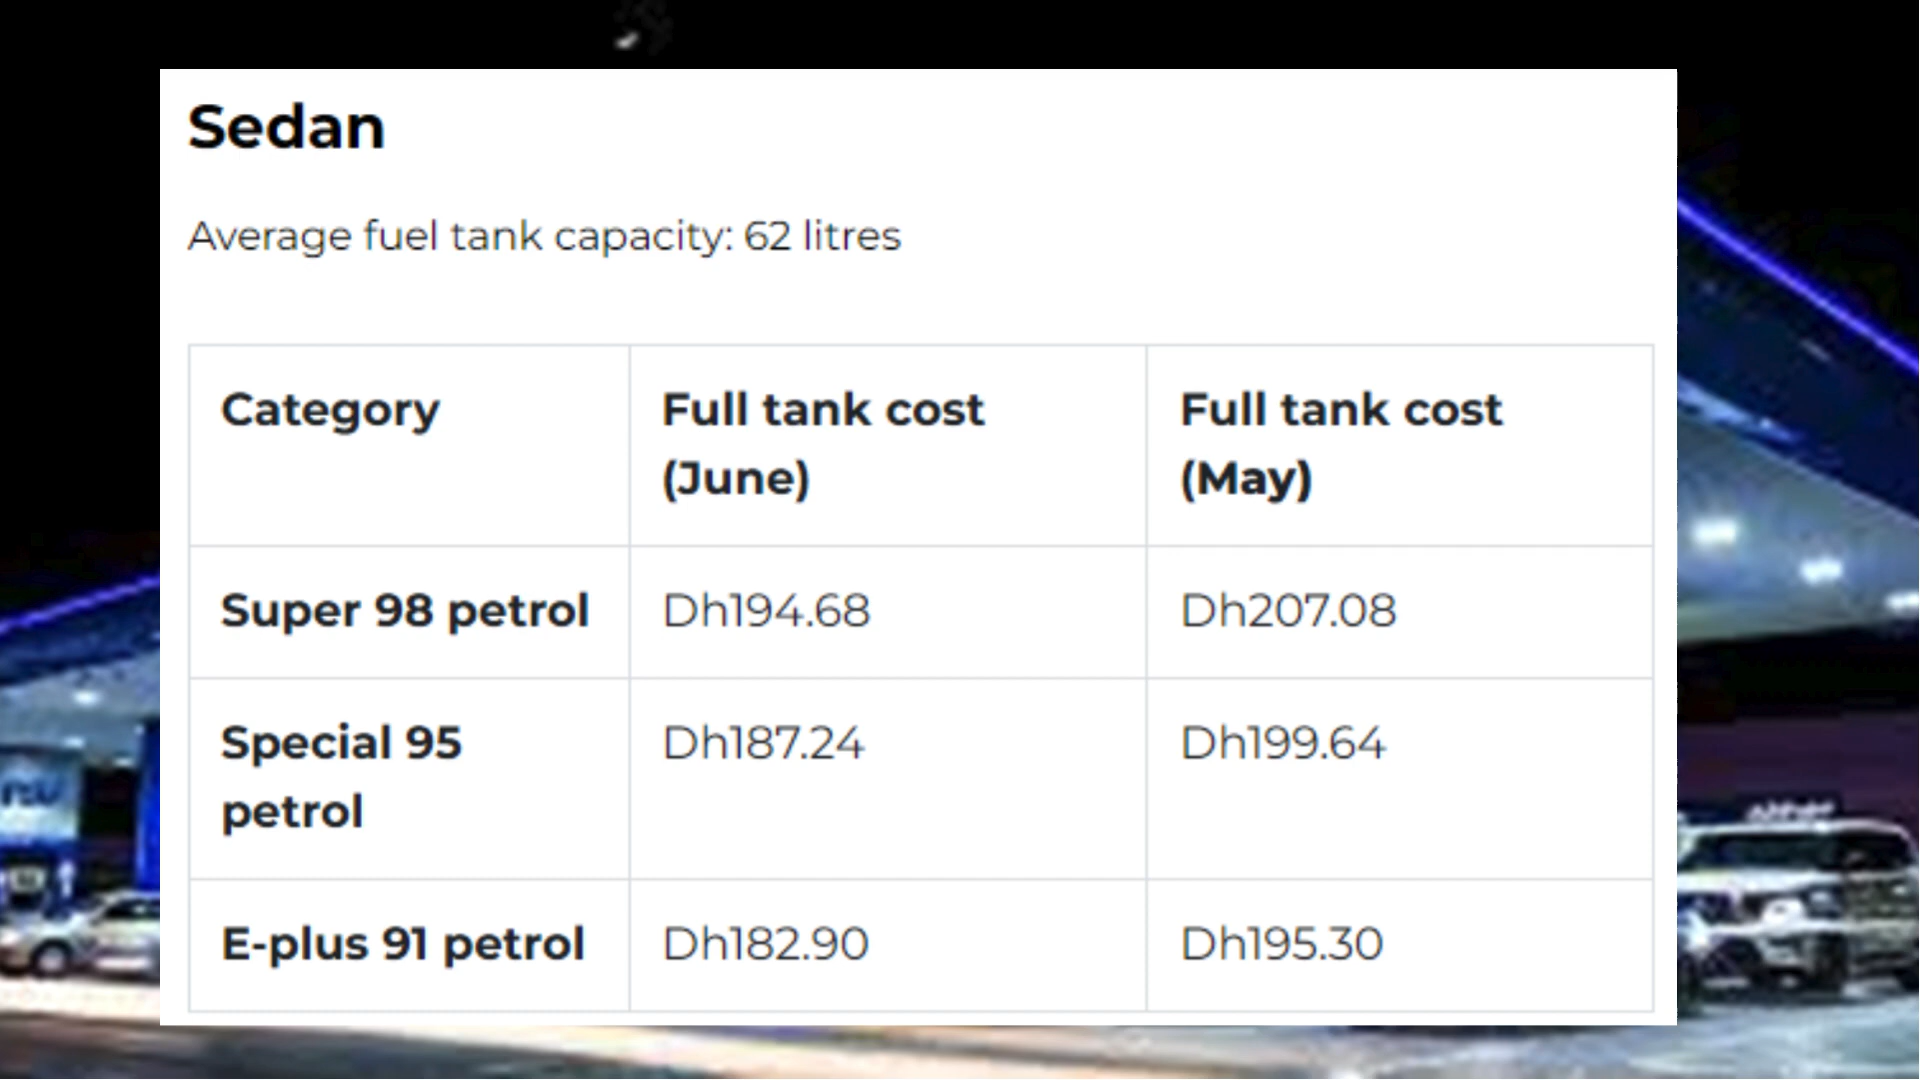 Sedan
Average fuel tank capacity: 62 litres
Category
Full tank cost
(June)
Full tank cost
(May)
Super 98 petrol
Dh194.68
Dh207.08
Special 95
petrol
Dh187.24
Dh199.64
E-plus 91 petrol
Dh182.90
Dh195.30